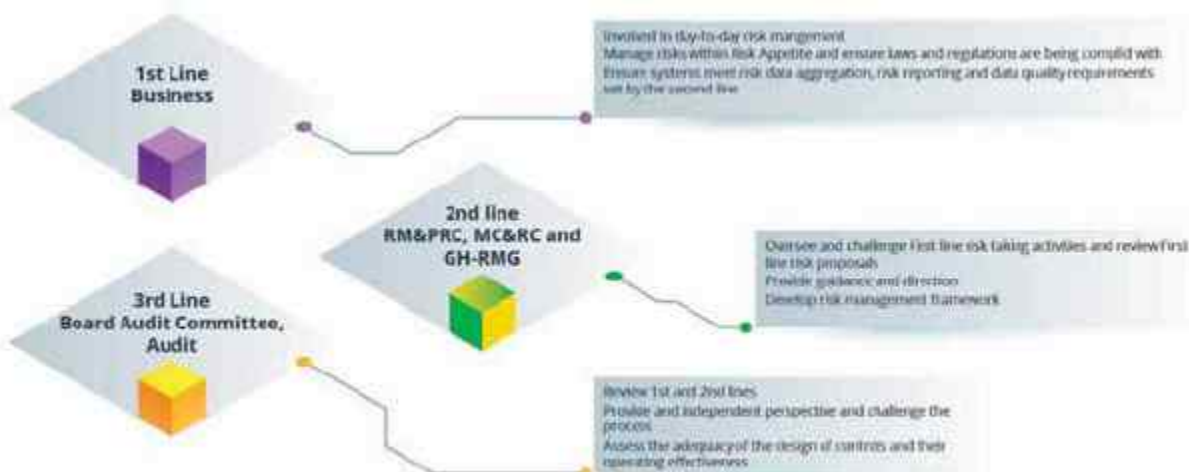 1st Line
Business
Involved in day-to-day risk mangement
Manage risks within Risk Appetite and ensure laws and regulations are being complid with
Ensure systems meet risk data aggregation, risk reporting and data quality requirements
set by the second line
2nd line
RM&PRC, MC&RC and
GH-RMG
Oversee and challenge First line risk taking activities and review First
line risk proposals
Provide guidance and direction
Develop risk management framework
3rd Line
Board Audit Committee,
Audit
Review 1st and 2nd lines
Provide and independent perspective and challenge the
process
Assess the adequacy of the design of controls and their
operating effectiveness